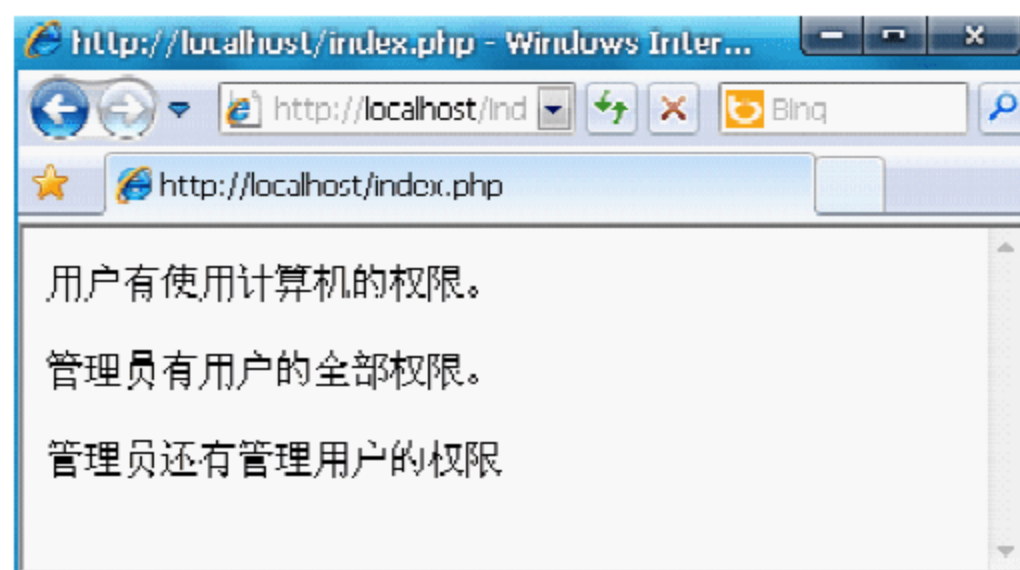 http://localhost/index.php - Windows Inter...
http://localhost/ind
Bing
http://localhost/index.php
用户有使用计算机的权限。
管理员有用户的全部权限。
管理员还有管理用户的权限